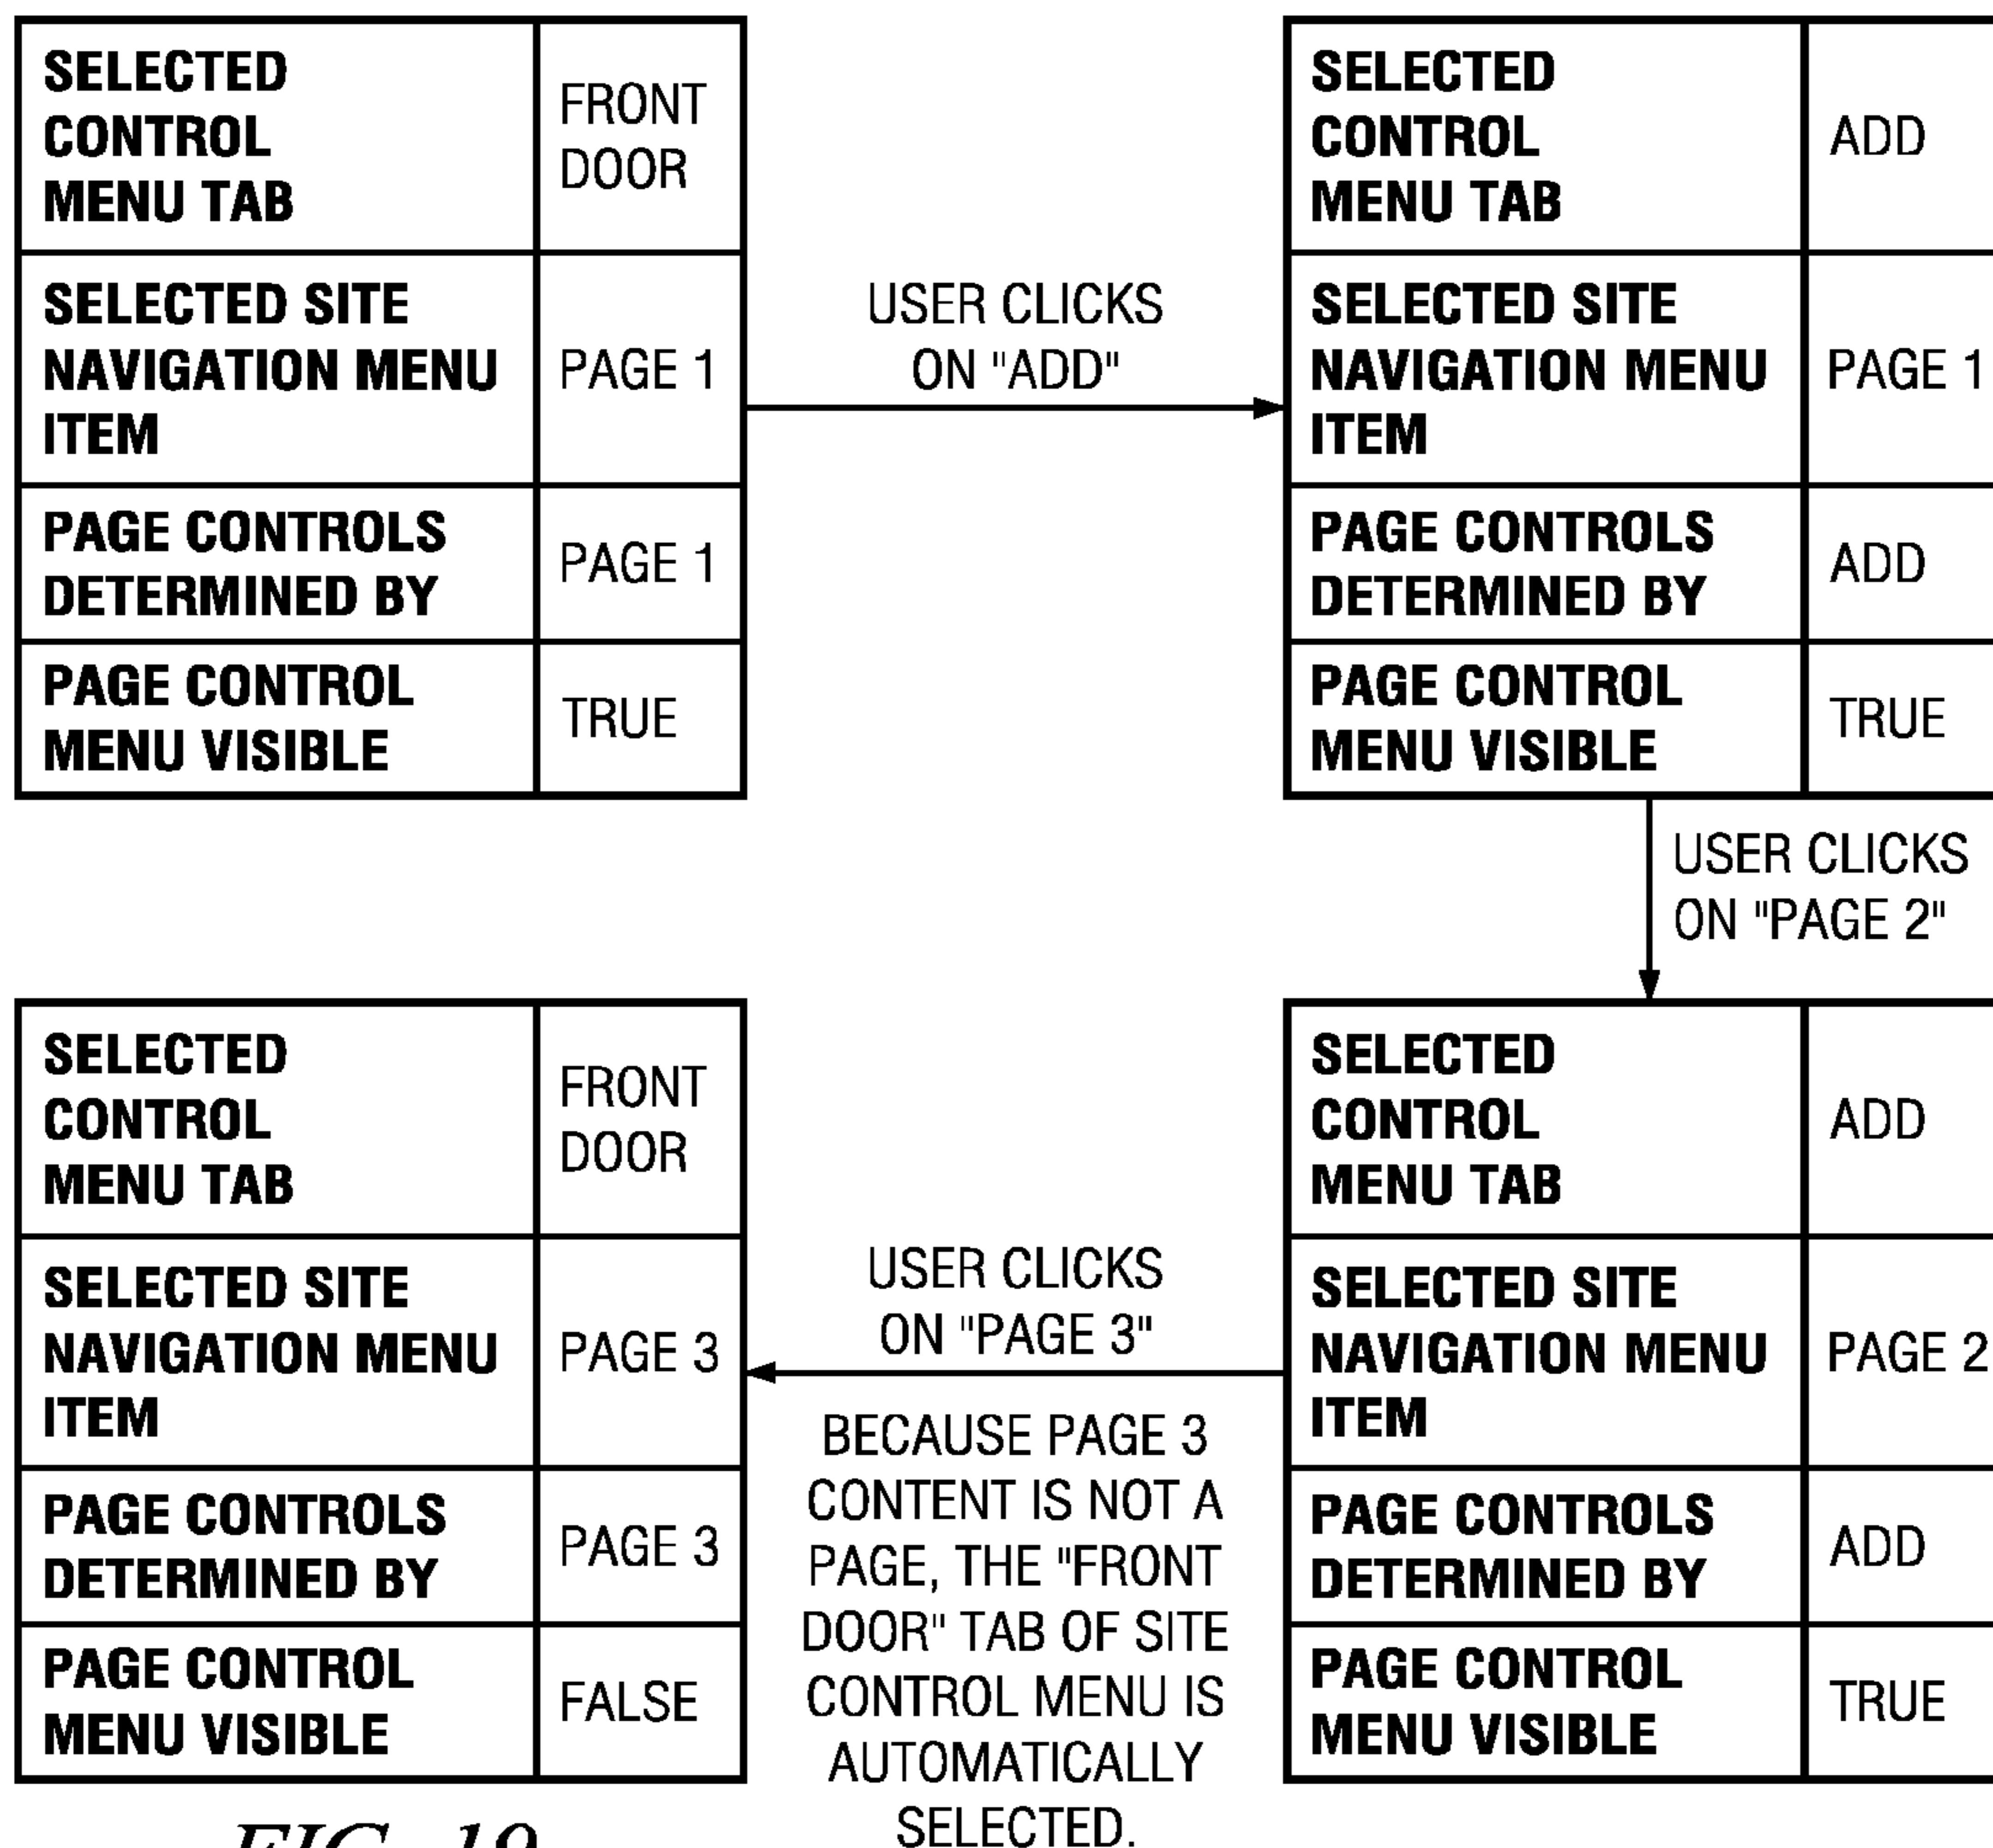 SELECTED
CONTROL
MENU TAB
FRONT
DOOR
SELECTED SITE
NAVIGATION MENU
ITEM
PAGE 1
PAGE CONTROLS
DETERMINED BY
PAGE 1
PAGE CONTROL
MENU VISIBLE
TRUE
USER CLICKS
ON "ADD"
SELECTED
CONTROL
MENU TAB
ADD
SELECTED SITE
NAVIGATION MENU
ITEM
PAGE 1
PAGE CONTROLS
DETERMINED BY
ADD
PAGE CONTROL
MENU VISIBLE
TRUE
USER CLICKS
ON "PAGE 2"
SELECTED
CONTROL
MENU TAB
ADD
SELECTED SITE
NAVIGATION MENU
ITEM
PAGE 2
PAGE CONTROLS
DETERMINED BY
ADD
PAGE CONTROL
MENU VISIBLE
TRUE
USER CLICKS
ON "PAGE 3"
BECAUSE PAGE 3
CONTENT IS NOT A
PAGE, THE "FRONT
DOOR" TAB OF SITE
CONTROL MENU IS
AUTOMATICALLY
SELECTED.
SELECTED
CONTROL
MENU TAB
FRONT
DOOR
SELECTED SITE
NAVIGATION MENU
ITEM
PAGE 3
PAGE CONTROLS
DETERMINED BY
PAGE 3
PAGE CONTROL
MENU VISIBLE
FALSE
FIG. 19